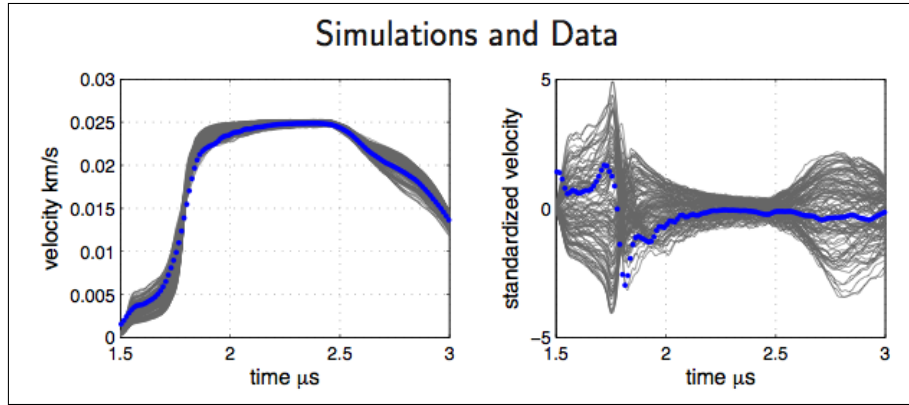 Simulations and Data
velocity km/s
0.03
0.025
0.02
0.015
0.01
0.005
0
1.5 2 2.5 3
time μs
standardized velocity
5
0
−5
1.5 2 2.5 3
time μs